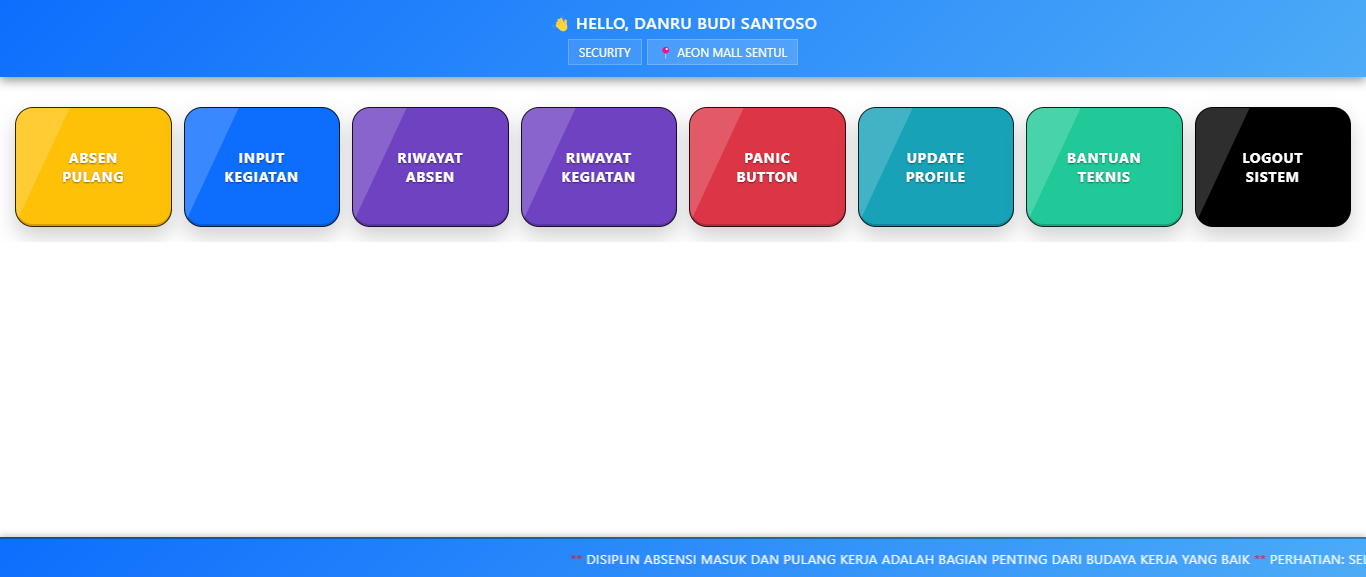 👋 HELLO, DANRU BUDI SANTOSO
SECURITY
📍 AEON MALL SENTUL
ABSEN
PULANG
INPUT
KEGIATAN
RIWAYAT
ABSEN
RIWAYAT
KEGIATAN
PANIC
BUTTON
UPDATE
PROFILE
BANTUAN
TEKNIS
LOGOUT
SISTEM
** DISIPLIN ABSENSI MASUK DAN PULANG KERJA ADALAH BAGIAN PENTING DARI BUDAYA KERJA YANG BAIK ** PERHATIAN: